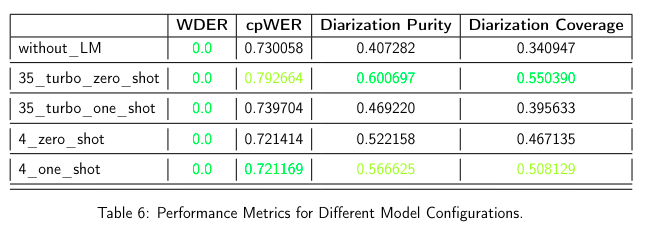 WDER cpWER Diarization Purity Diarization Coverage
without_LM 0.0 0.730058 0.407282 0.340947
35_turbo_zero_shot 0.0 0.792664 0.600697 0.550390
35_turbo_one_shot 0.0 0.739704 0.469220 0.395633
4_zero_shot 0.0 0.721414 0.522158 0.467135
4_one_shot 0.0 0.721169 0.566625 0.508129
Table 6: Performance Metrics for Different Model Configurations.